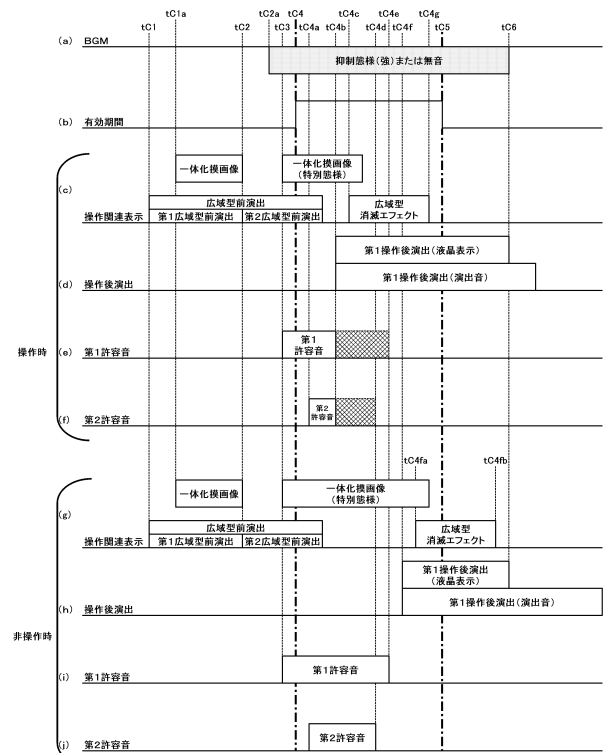 tC1a
tC2a
tC4
tC4c
tC4e
tC4g
tC1
tC2
tC3
tC4a
tC4b
tC4d
tC4f
tC5
tC6
(a) BGM
抑制態様(強)または無音
(b) 有効期間
一体化模画像
一体化模画像
(特別態様)
(c)
操作関連表示
広域型前演出
第1広域型前演出
第2広域型前演出
広域型
消滅エフェクト
第1操作後演出(液晶表示)
第1操作後演出(演出音)
(d) 操作後演出
操作時
(e) 第1許容音
第1
許容音
(f) 第2許容音
第2
許容音
tC4fa
tC4fb
一体化模画像
一体化模画像
(特別態様)
(g)
操作関連表示
広域型前演出
第1広域型前演出
第2広域型前演出
広域型
消滅エフェクト
第1操作後演出
(液晶表示)
第1操作後演出(演出音)
(h) 操作後演出
非操作時
(i) 第1許容音
第1許容音
(j) 第2許容音
第2許容音